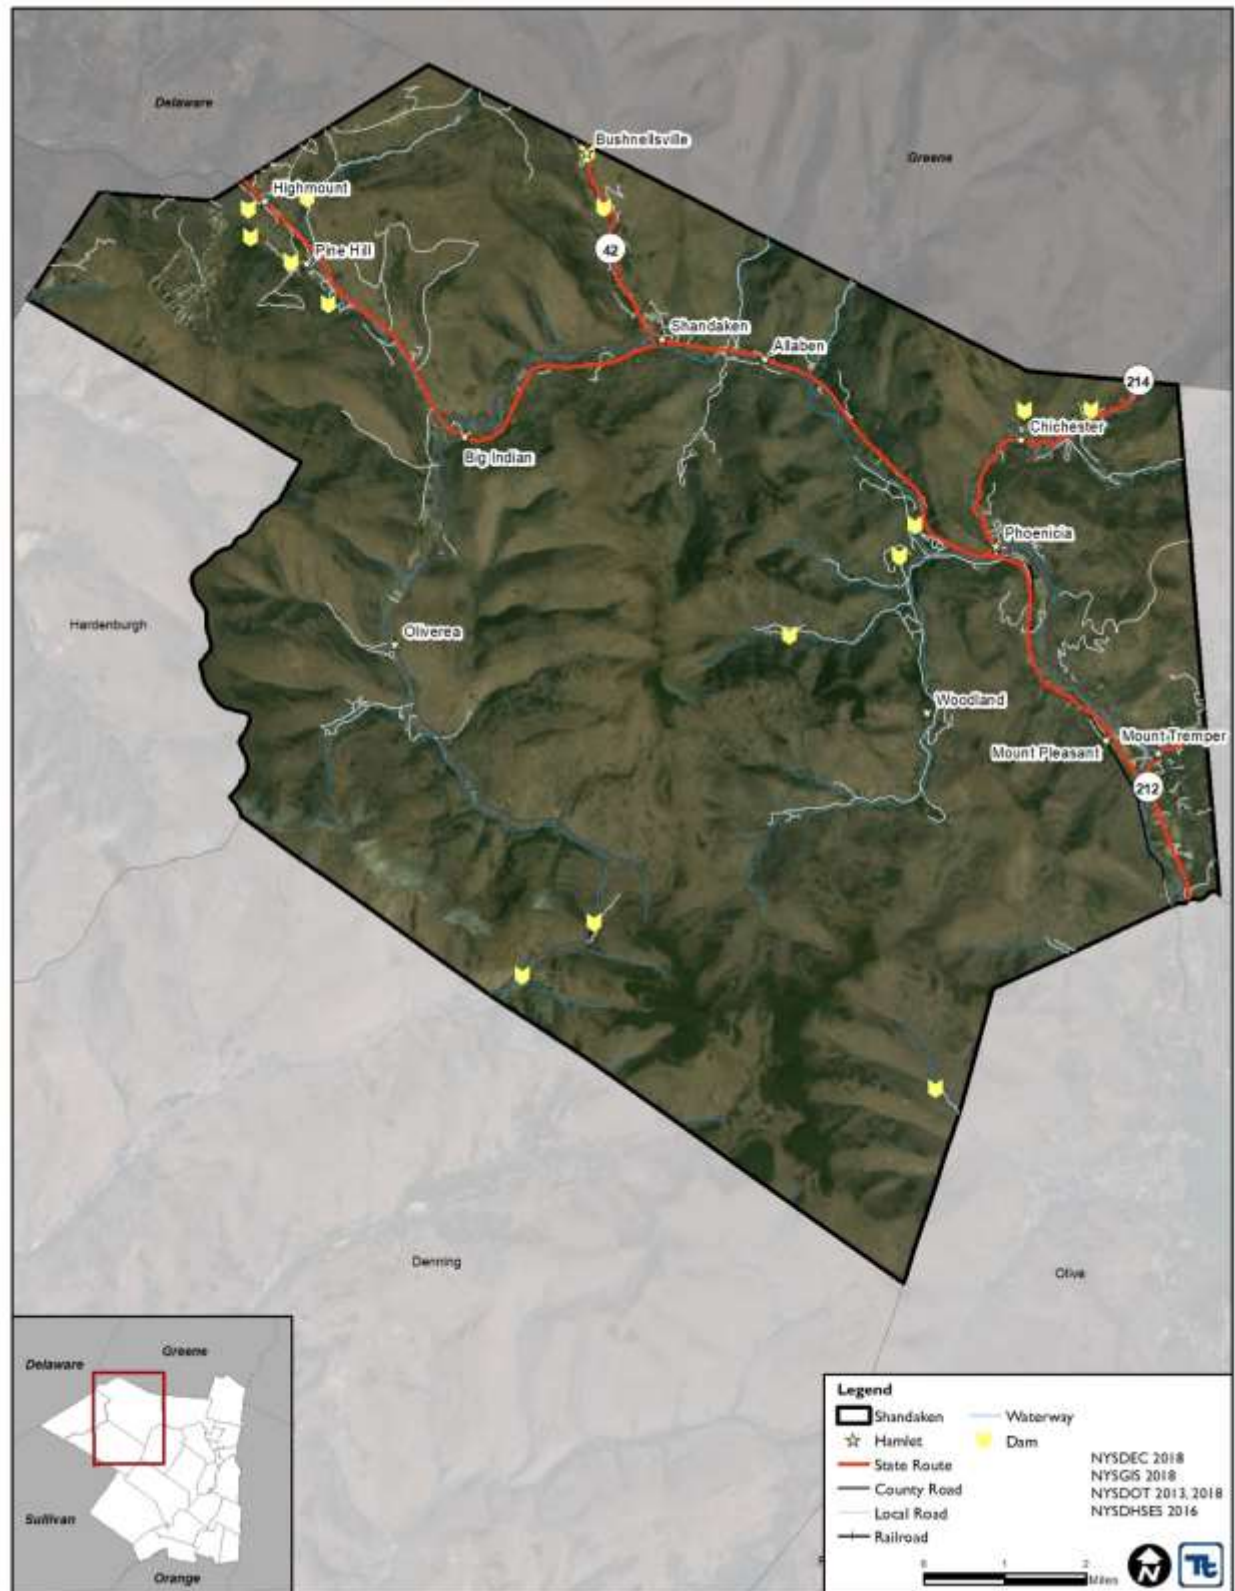 Delaware
Bushnellsville
Greene
Highmount
42
Pine Hill
Shandaken
Allaben
214
Chichester
Big Indian
Phoenicia
Hardenburgh
Oliverea
Woodland
Mount Tremper
Mount Pleasant
212
Denning
Olive
Greene
Delaware
Sullivan
Orange
Legend
Shandaken
Waterway
Hamlet
Dam
State Route
County Road
Local Road
Railroad
NYSDEC 2018
NYSGIS 2018
NYSDOT 2013, 2018
NYSDHSES 2016
0 1 2
Miles
N
Tt